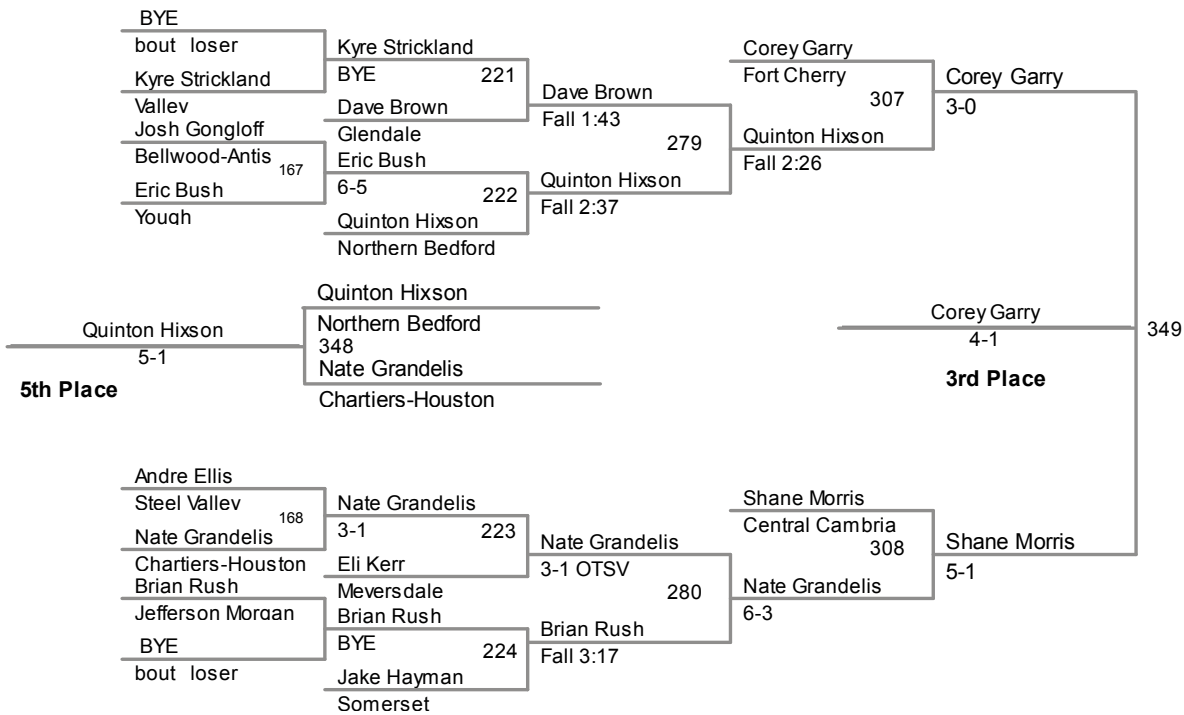 BYE
bout loser
Kyre Strickland
Valley
Josh Gongloff
Bellwood-Antis
167
Eric Bush
Yough
Kyre Strickland
BYE
221
Dave Brown
Glendale
Eric Bush
6-5
222
Quinton Hixson
Northern Bedford
Dave Brown
Fall 1:43
279
Quinton Hixson
Fall 2:37
Corey Garry
Fort Cherry
307
Quinton Hixson
Fall 2:26
Corey Garry
3-0
Quinton Hixson
5-1
5th Place
Quinton Hixson
Northern Bedford
348
Nate Grandelis
Chartiers-Houston
Corey Garry
4-1
3rd Place
349
Andre Ellis
Steel Valley
168
Nate Grandelis
Chartiers-Houston
Brian Rush
Jefferson Morgan
BYE
bout loser
Nate Grandelis
3-1
223
Eli Kerr
Meyersdale
Brian Rush
BYE
224
Jake Hayman
Somerset
Nate Grandelis
3-1 OTSV
280
Brian Rush
Fall 3:17
Shane Morris
Central Cambria
308
Nate Grandelis
6-3
Shane Morris
5-1